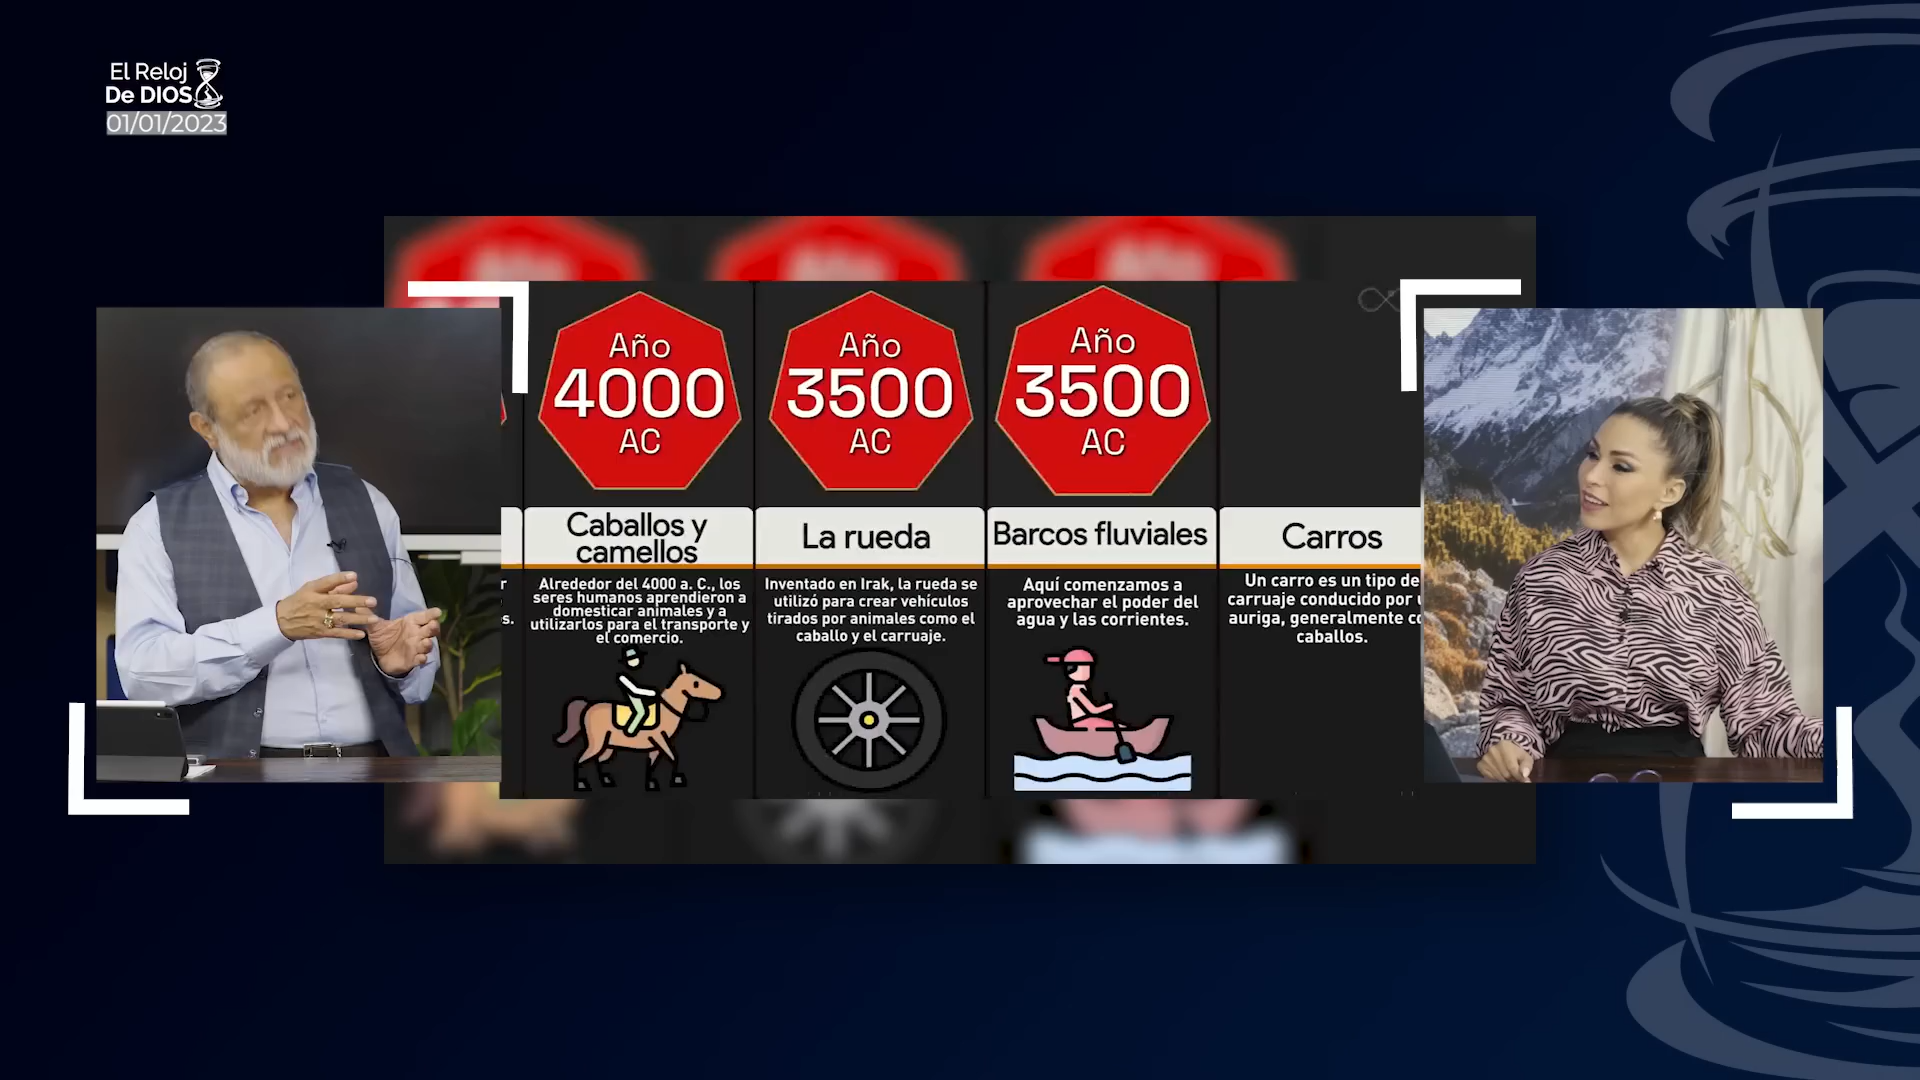 El Reloj
De DIOS
01/01/2023
Año
4000
AC
Caballos y
camellos
Alrededor del 4000 a. C., los
seres humanos aprendieron a
domesticar animales y a
utilizarlos para el transporte y
el comercio.
Año
3500
AC
La rueda
Inventado en Irak, la rueda se
utilizó para crear vehículos
tirados por animales como el
caballo y el carruaje.
Año
3500
AC
Barcos fluviales
Aquí comenzamos a
aprovechar el poder del
agua y las corrientes.
Carros
Un carro es un tipo de
carruaje conducido por
auriga, generalmente
caballos.